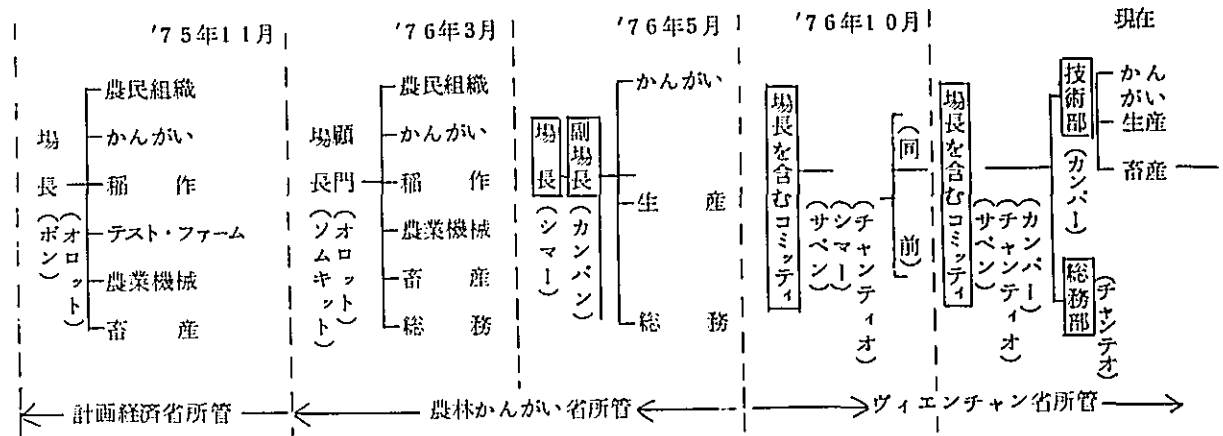 '75年11月
場長
（オロット・ポン）
農民組織
かんがい
稲作
テスト・ファーム
農業機械
畜産
'76年3月
場長
（ソムキット）
顧問
（オロット）
農民組織
かんがい
稲作
農業機械
畜産
総務
'76年5月
場長
（シマー）
副場長
（カンパン）
かんがい
生産
総務
'76年10月
場長を含むコミッティ
（サペン）
（シマー）
（チャンティオ）
（同前）
現在
場長を含むコミッティ
（サペン）
（チャンティオ）
（カンパー）
技術部
（カンパー）
かんがい
生産
畜産
総務部
（チャンテオ）
計画経済省所管
農林かんがい省所管
ヴィエンチャン省所管